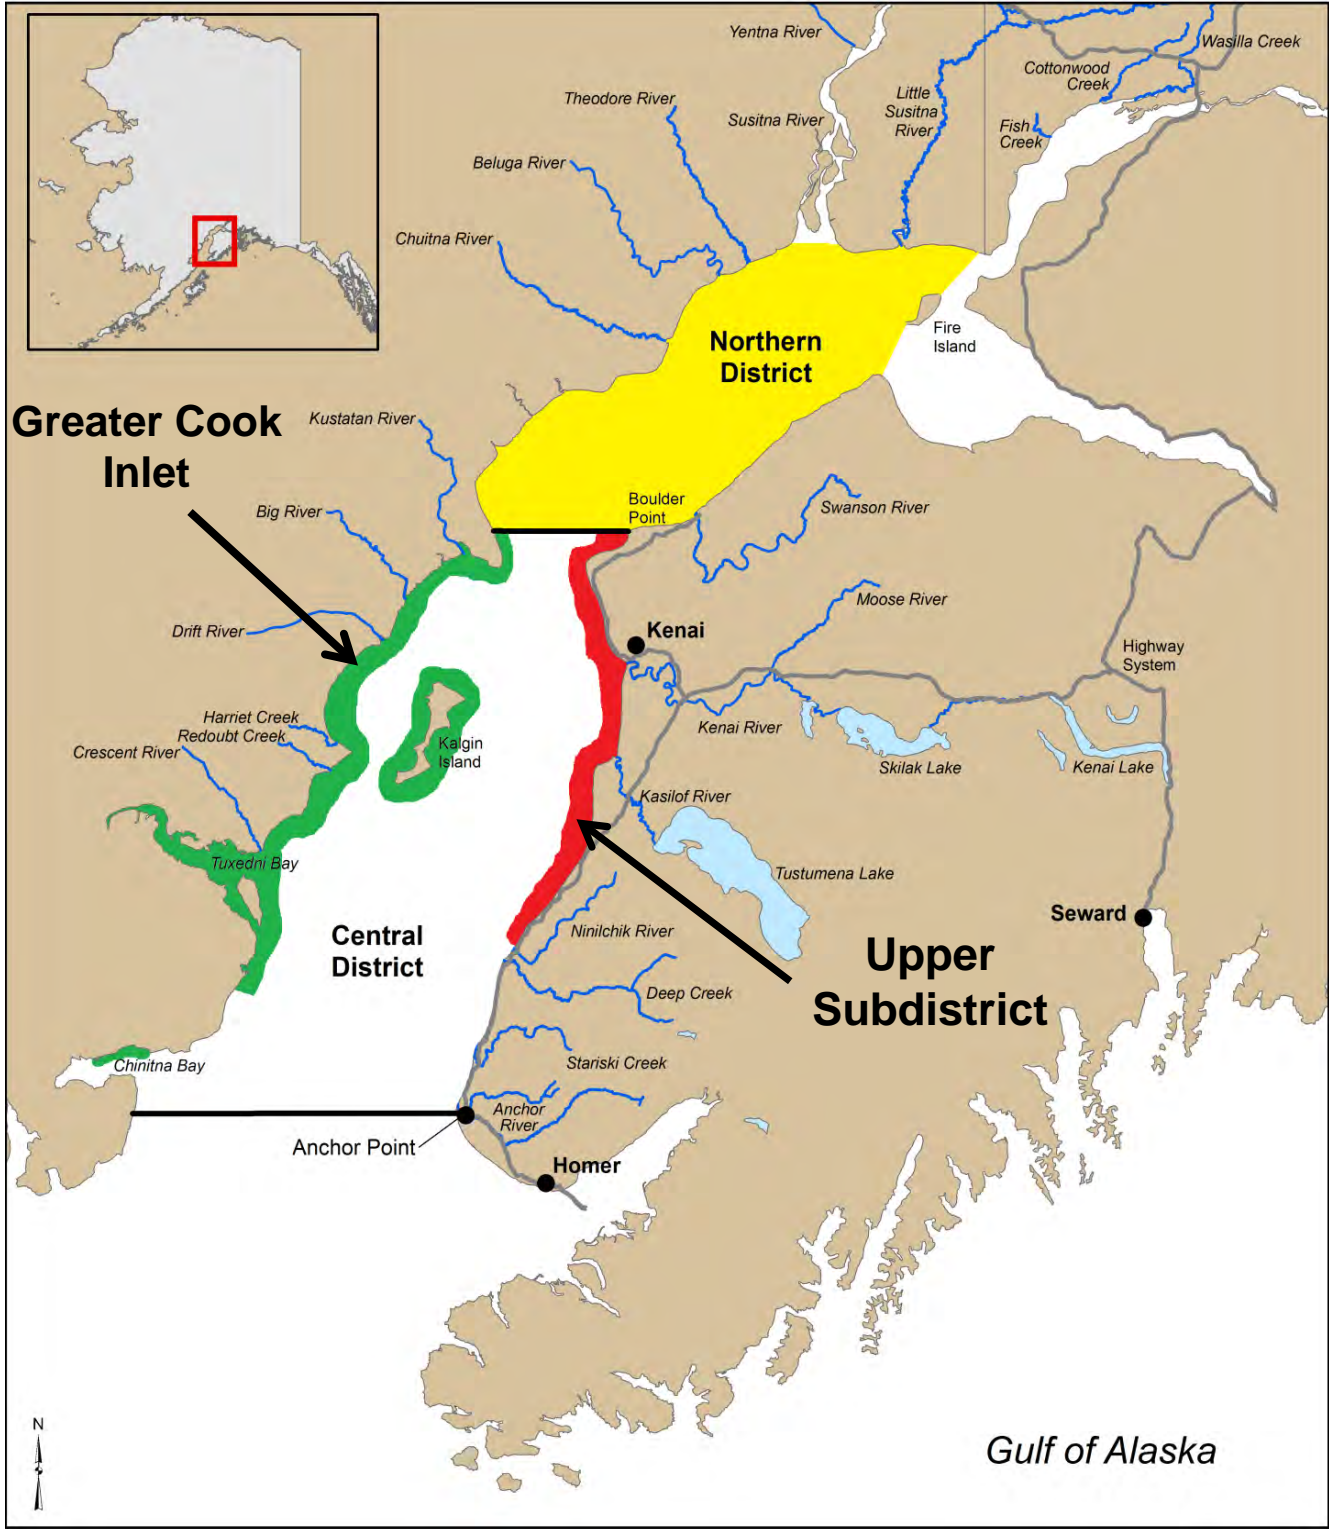 Yentna River
Wasilla Creek
Cottonwood
Creek
Theodore River
Little
Susitna
River
Susitna River
Fish
Creek
Beluga River
Chuitna River
Northern
District
Fire
Island
Greater Cook
Inlet
Kustatan River
Boulder
Point
Swanson River
Big River
Moose River
Drift River
Kenai
Highway
System
Harriet Creek
Redoubt Creek
Crescent River
Kalgin
Island
Kenai River
Skilak Lake
Kenai Lake
Kasilof River
Tuxedni Bay
Tustumena Lake
Seward
Central
District
Ninilchik River
Upper
Subdistrict
Deep Creek
Chinitna Bay
Stariski Creek
Anchor
River
Anchor Point
Homer
N
Gulf of Alaska